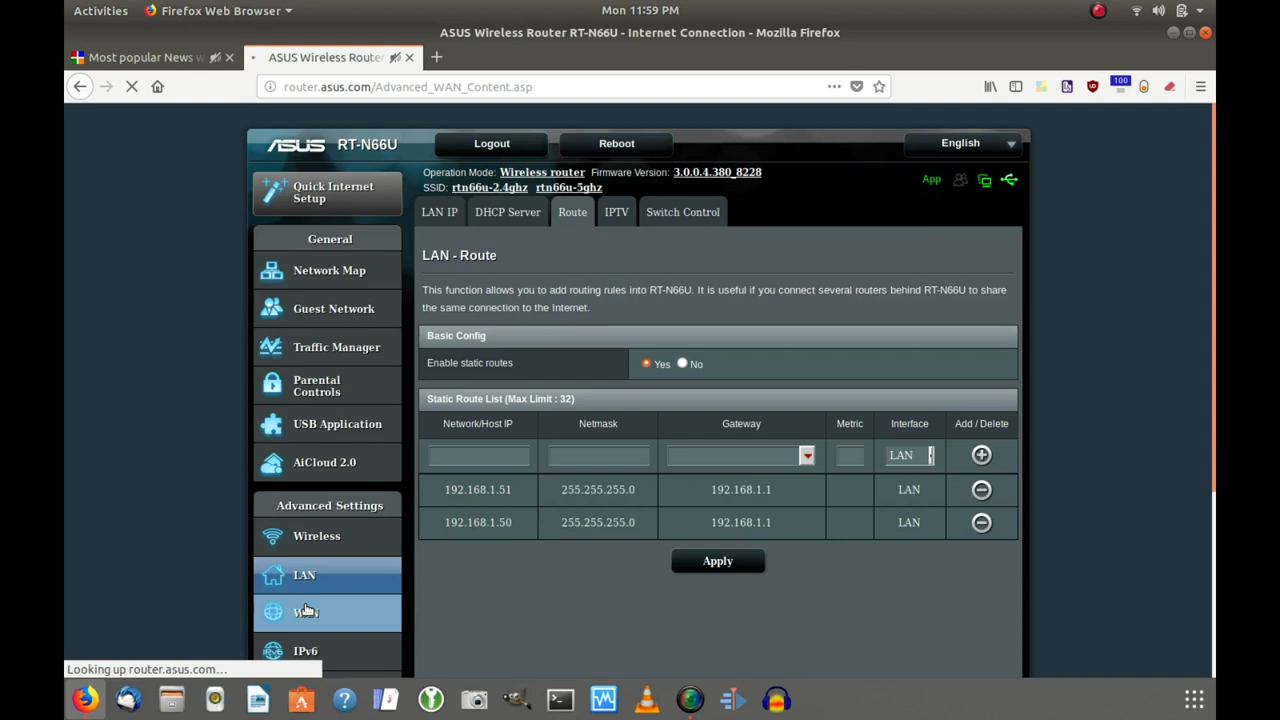 Activities
Firefox Web Browser
Mon 11:59 PM
ASUS Wireless Router RT-N66U - Internet Connection - Mozilla Firefox
Most popular News w
ASUS Wireless Router
router.asus.com/Advanced_WAN_Content.asp
100
ASUS RT-N66U
Logout
Reboot
English
Quick Internet
Setup
Operation Mode: Wireless router Firmware Version: 3.0.0.4.380_8228
SSID: rtn66u-2.4ghz rtn66u-5ghz
App
LAN IP
DHCP Server
Route
IPTV
Switch Control
General
Network Map
Guest Network
Traffic Manager
Parental
Controls
USB Application
AiCloud 2.0
Advanced Settings
Wireless
LAN
WAN
IPv6
LAN - Route
This function allows you to add routing rules into RT-N66U. It is useful if you connect several routers behind RT-N66U to share
the same connection to the Internet.
Basic Config
Enable static routes Yes No
Static Route List (Max Limit : 32)
Network/Host IP Netmask Gateway Metric Interface Add / Delete
LAN
192.168.1.51 255.255.255.0 192.168.1.1 LAN
192.168.1.50 255.255.255.0 192.168.1.1 LAN
Apply
Looking up router.asus.com…